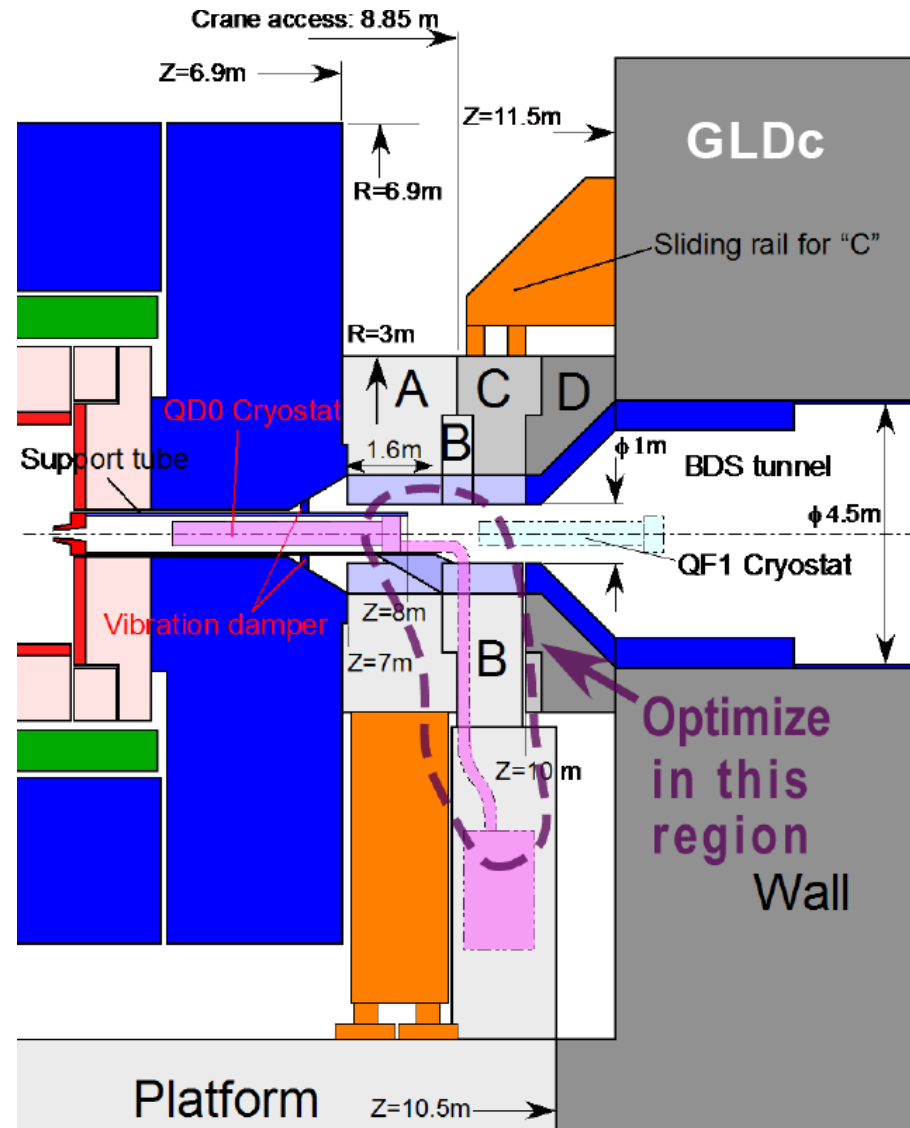 Crane access: 8.85 m
Z=6.9m
Z=11.5m
GLDc
R=6.9m
Sliding rail for “C”
R=3m
A
C
D
QD0 Cryostat
B
1.6m
ϕ1m
Support tube
BDS tunnel
ϕ4.5m
QF1 Cryostat
Z=8m
Vibration damper
Z=7m
B
Optimize
in this
region
Z=10 m
Wall
Platform
Z=10.5m